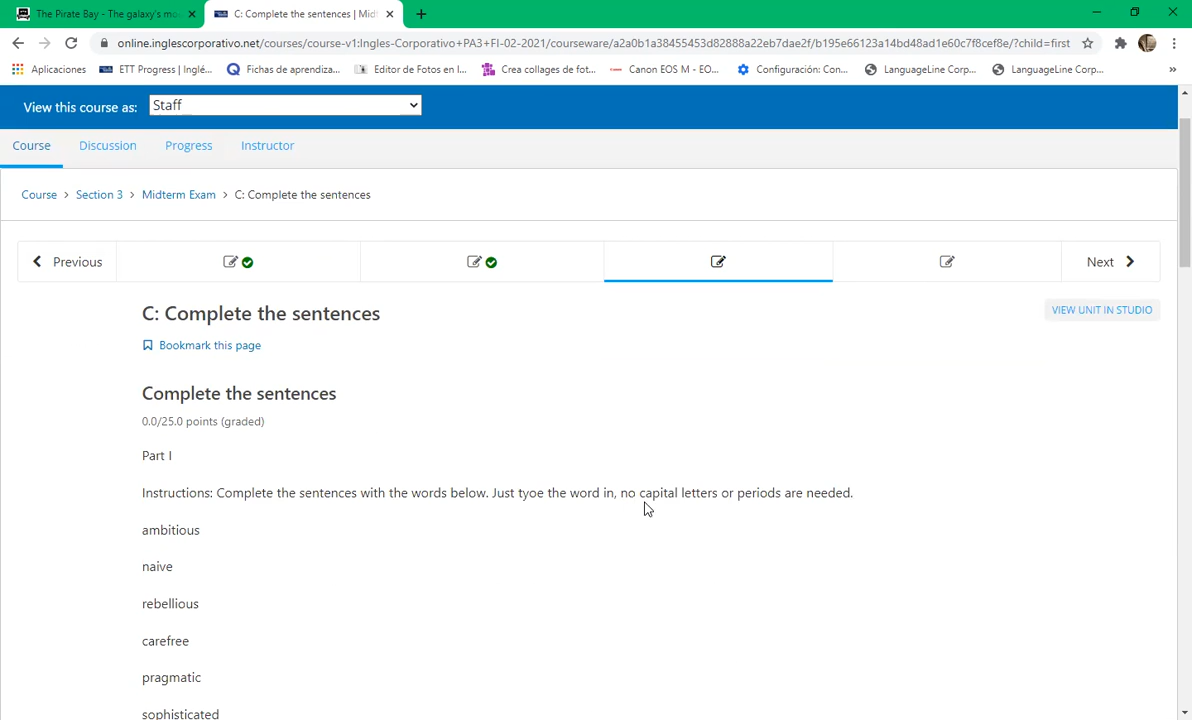 The Pirate Bay - The galaxy's mo
C: Complete the sentences | Mid
online.inglescorporativo.net/courses/course-v1:Ingles-Corporativo+PA3+FI-02-2021/courseware/a2a0b1a38455453d82888a22eb7dae2f/b195e66123a14bd48ad1e60c7f8cef8e/?child=first
Aplicaciones ETT Progress | Inglé... Fichas de aprendiza... Editor de Fotos en l... Crea collages de fot... Canon EOS M - EO... Configuración: Con... LanguageLine Corp... LanguageLine Corp... »
View this course as: Staff
Course Discussion Progress Instructor
Course > Section 3 > Midterm Exam > C: Complete the sentences
Previous Next
C: Complete the sentences
VIEW UNIT IN STUDIO
Bookmark this page
Complete the sentences
0.0/25.0 points (graded)
Part I
Instructions: Complete the sentences with the words below. Just tyoe the word in, no capital letters or periods are needed.
ambitious
naive
rebellious
carefree
pragmatic
sophisticated